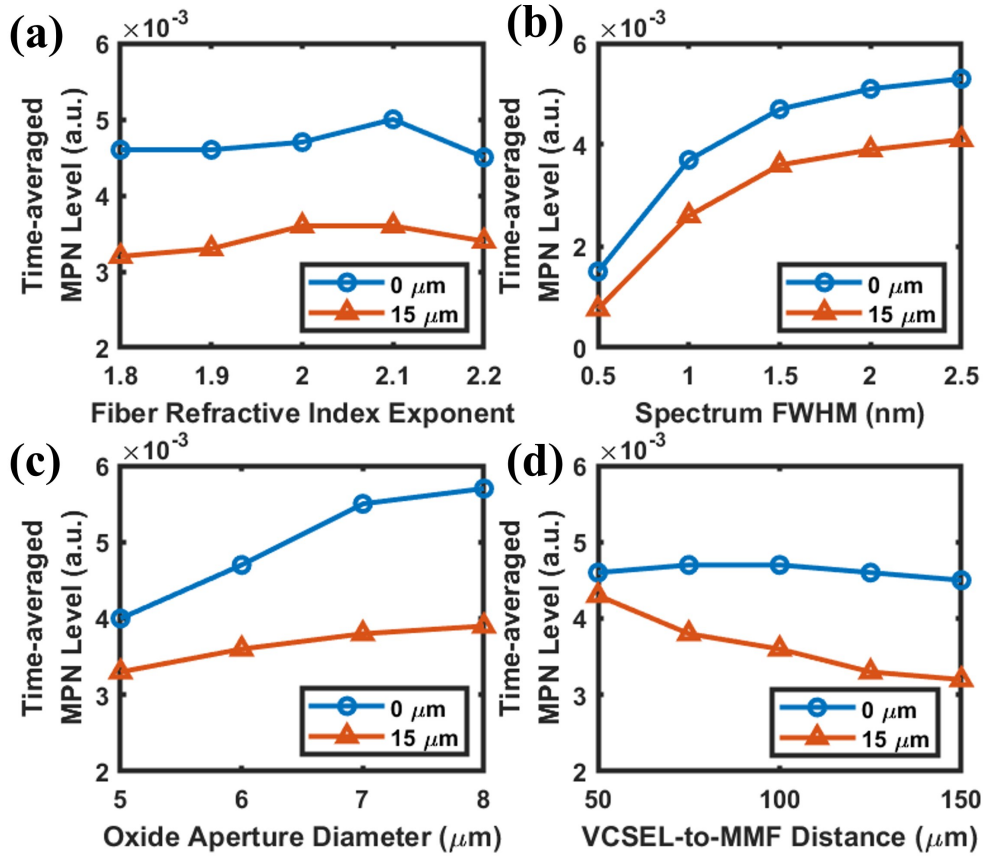 (a)
×10⁻³
6
5
4
3
2
Time-averaged
MPN Level (a.u.)
0 μm
15 μm
1.8 1.9 2 2.1 2.2
Fiber Refractive Index Exponent
(b)
×10⁻³
6
4
2
0
Time-averaged
MPN Level (a.u.)
0 μm
15 μm
0.5 1 1.5 2 2.5
Spectrum FWHM (nm)
(c)
×10⁻³
6
5
4
3
2
Time-averaged
MPN Level (a.u.)
0 μm
15 μm
5 6 7 8
Oxide Aperture Diameter (μm)
(d)
×10⁻³
6
5
4
3
2
Time-averaged
MPN Level (a.u.)
0 μm
15 μm
50 100 150
VCSEL-to-MMF Distance (μm)